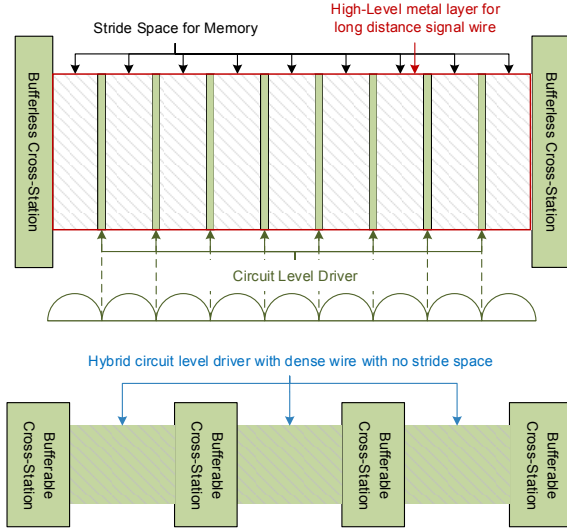 Stride Space for Memory
High-Level metal layer for
long distance signal wire
Bufferless Cross-Station
Bufferless Cross-Station
Circuit Level Driver
Hybrid circuit level driver with dense wire with no stride space
Bufferable
Cross-Station
Bufferable
Cross-Station
Bufferable
Cross-Station
Bufferable
Cross-Station